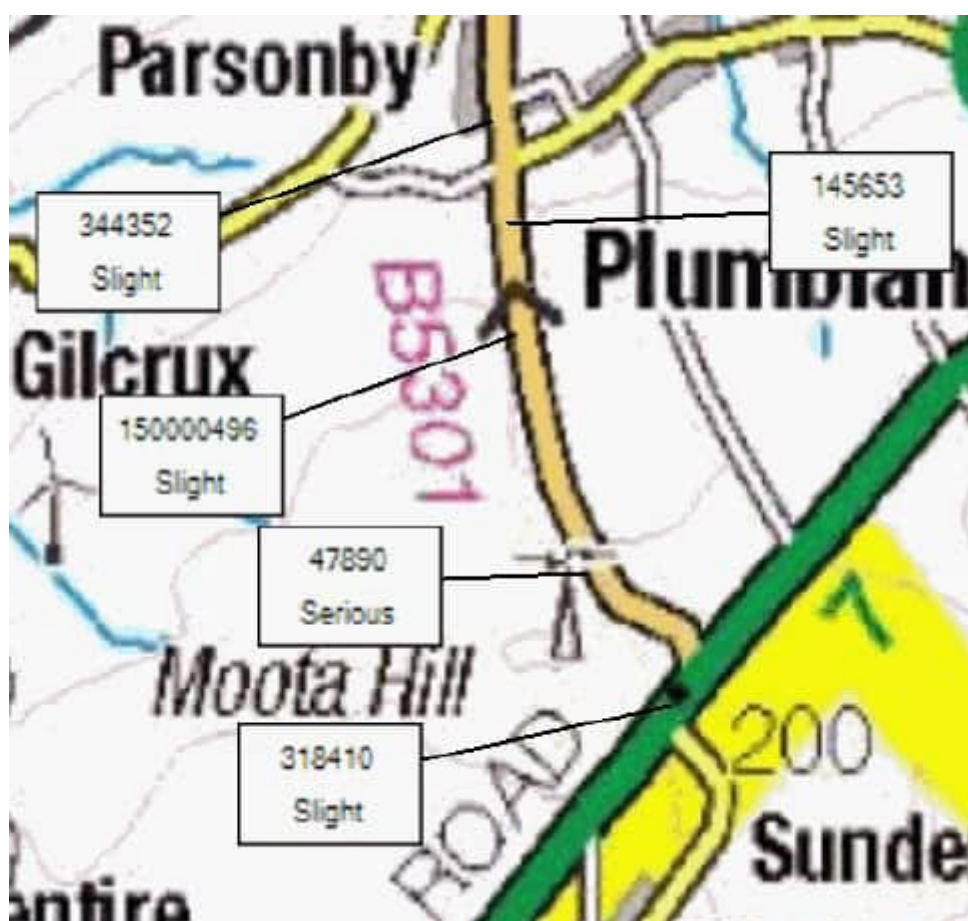 Parsonby
344352
Slight
145653
Slight
Plumblan
B5301
Gilcrux
150000496
Slight
47890
Serious
Moota Hill
318410
Slight
ROAD
7
200
Sunde
entire